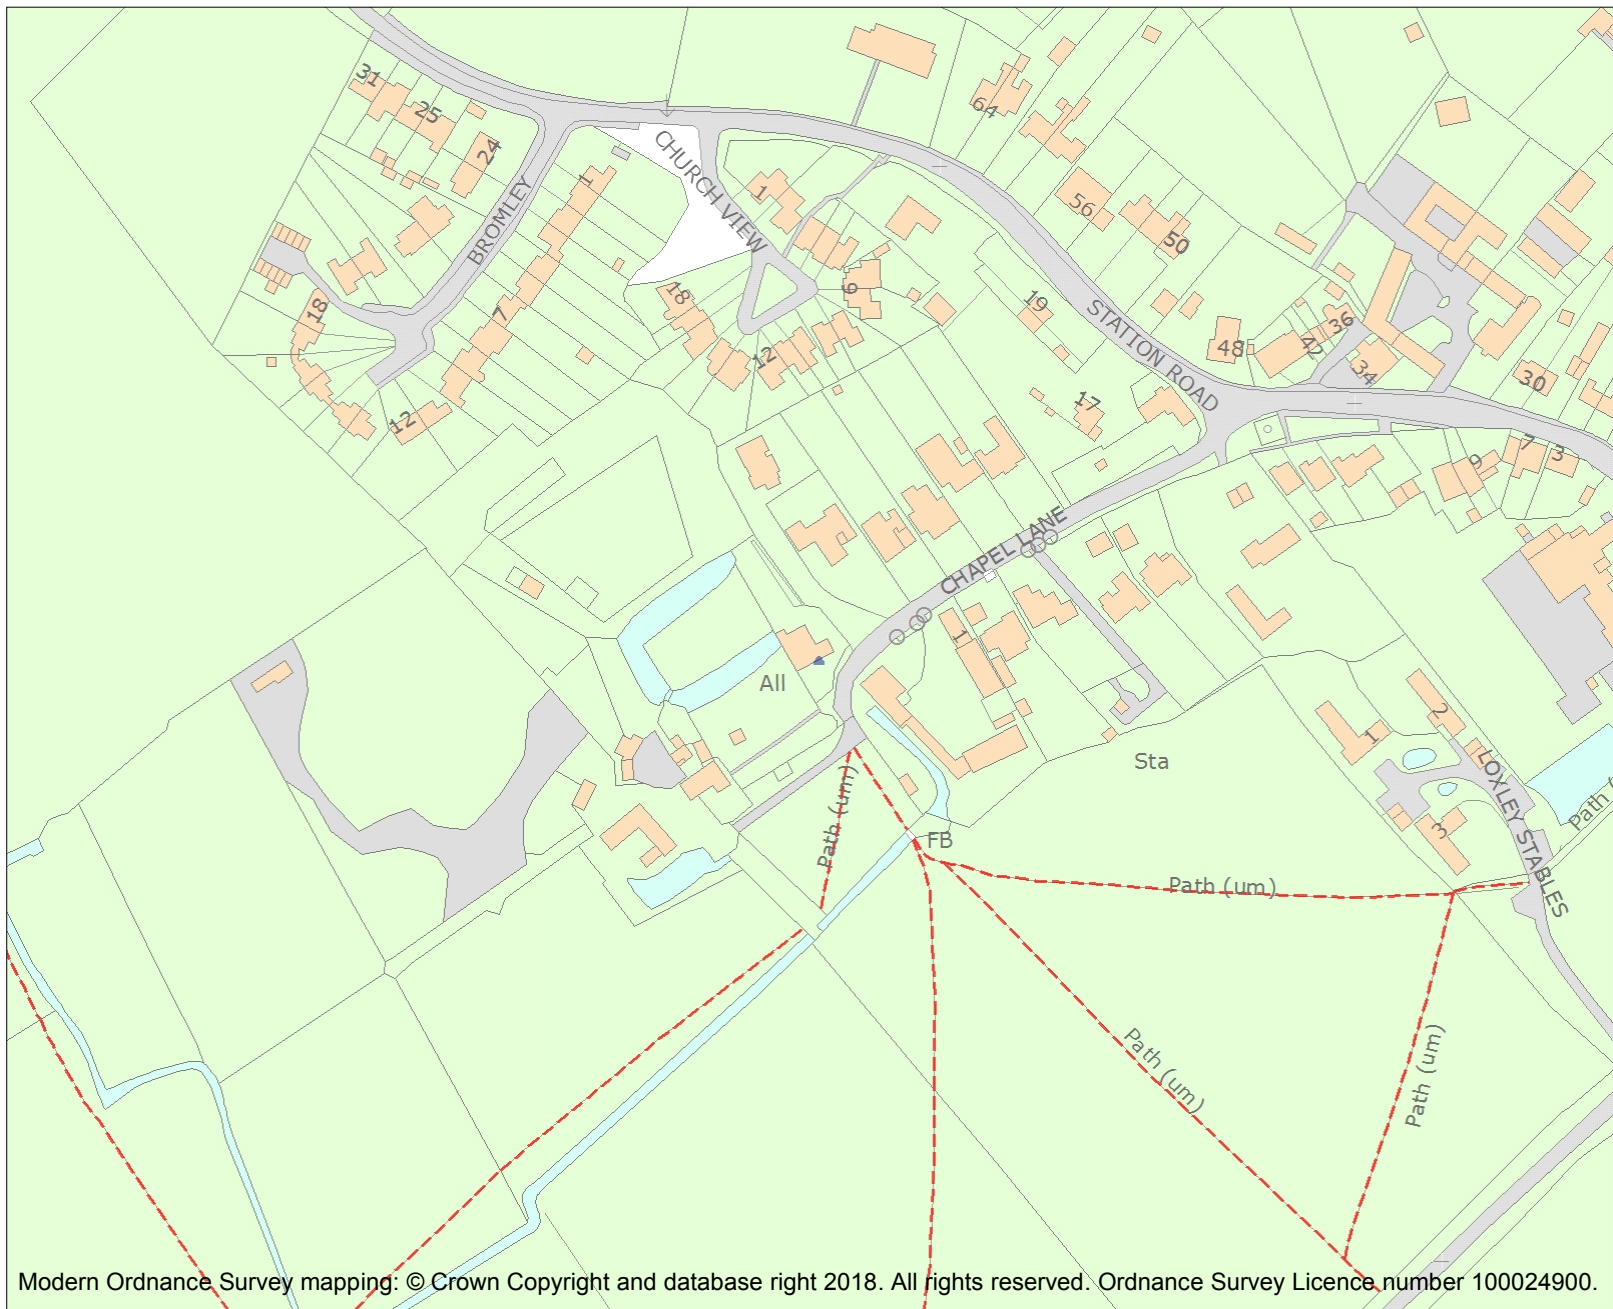 31
25
24
BROMLEY
1
7
18
12
CHURCH VIEW
1
9
18
12
64
56
50
19
STATION ROAD
48
42
36
34
30
17
7
3
9
CHAPEL LANE
1
All
Sta
2
1
3
LOXLEY STABLES
Path (
FB
Path (um)
Path (um)
Path (um)
Path (um)
Modern Ordnance Survey mapping: © Crown Copyright and database right 2018. All rights reserved. Ordnance Survey Licence number 100024900.